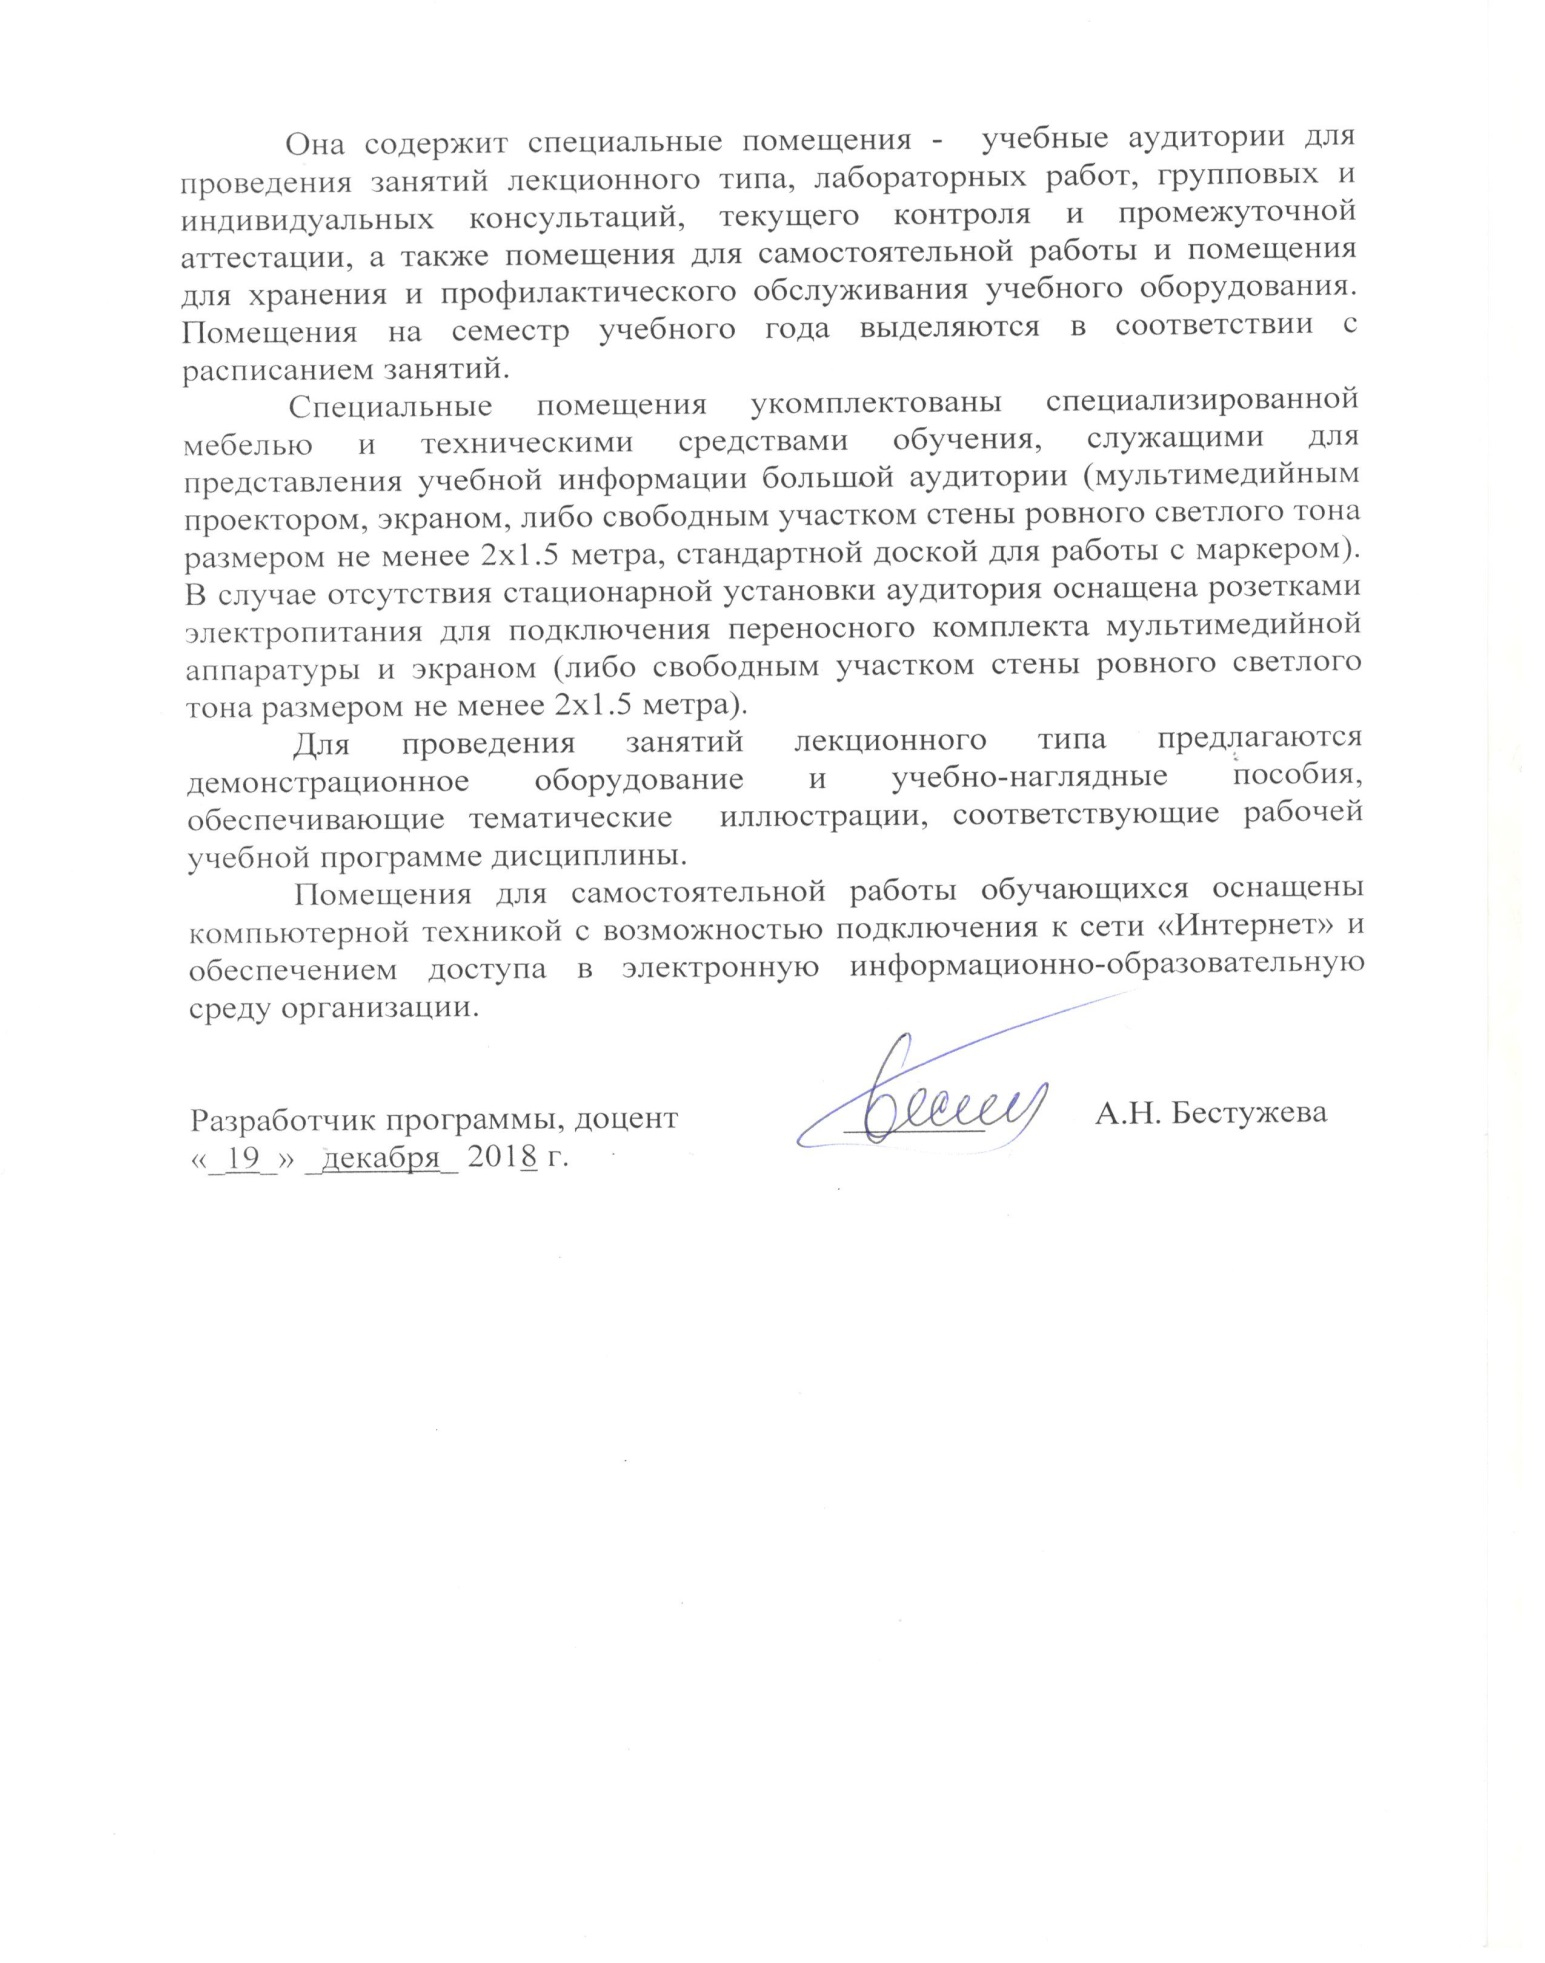 Она содержит специальные помещения - учебные аудитории для
проведения занятий лекционного типа, лабораторных работ, групповых и
индивидуальных консультаций, текущего контроля и промежуточной
аттестации, а также помещения для самостоятельной работы и помещения
для хранения и профилактического обслуживания учебного оборудования.
Помещения на семестр учебного года выделяются в соответствии с
расписанием занятий.
Специальные помещения укомплектованы специализированной
мебелью и техническими средствами обучения, служащими для
представления учебной информации большой аудитории (мультимедийным
проектором, экраном, либо свободным участком стены ровного светлого тона
размером не менее 2х1.5 метра, стандартной доской для работы с маркером).
В случае отсутствия стационарной установки аудитория оснащена розетками
электропитания для подключения переносного комплекта мультимедийной
аппаратуры и экраном (либо свободным участком стены ровного светлого
тона размером не менее 2х1.5 метра).
Для проведения занятий лекционного типа предлагаются
демонстрационное оборудование и учебно-наглядные пособия,
обеспечивающие тематические иллюстрации, соответствующие рабочей
учебной программе дисциплины.
Помещения для самостоятельной работы обучающихся оснащены
компьютерной техникой с возможностью подключения к сети «Интернет» и
обеспечением доступа в электронную информационно-образовательную
среду организации.
Разработчик программы, доцент А.Н. Бестужева
«_19_» _декабря_ 2018 г.